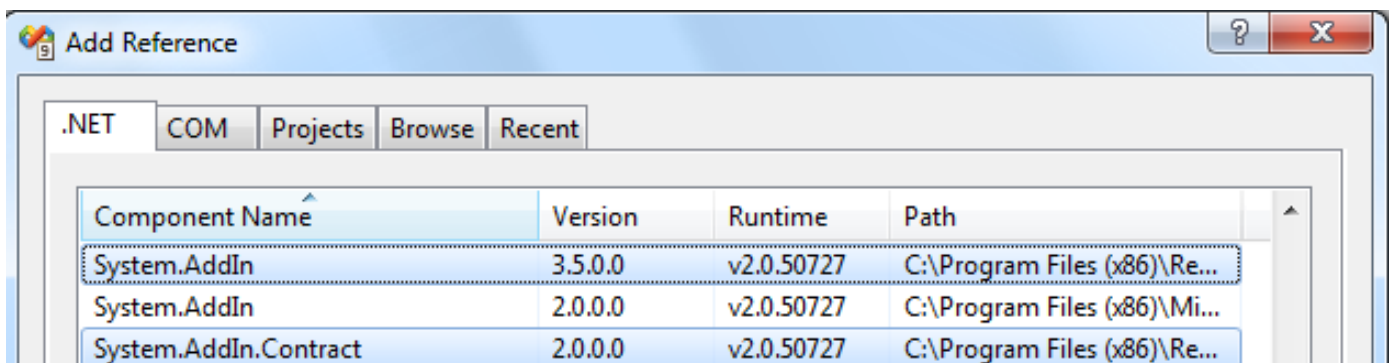 Add Reference
.NET COM Projects Browse Recent
Component Name Version Runtime Path
System.AddIn 3.5.0.0 v2.0.50727 C:\Program Files (x86)\Re...
System.AddIn 2.0.0.0 v2.0.50727 C:\Program Files (x86)\Mi...
System.AddIn.Contract 2.0.0.0 v2.0.50727 C:\Program Files (x86)\Re...